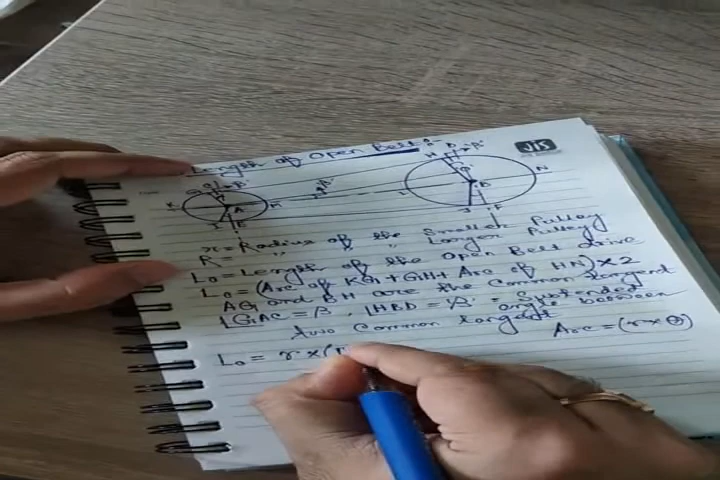 Length of Open Belt:-
JIS
r = Radius of the Smaller Pulley
R = " " " Larger Pulley
L₀ = Length of the Open Belt drive
L₀ = (Arc of KG + GH + Arc of HN) × 2
AG and BH are the Common tangent
∠GAC = β, ∠HBD = β = Subtended angle between
two Common tangent
Arc = (r × θ)
L₀ = r × (